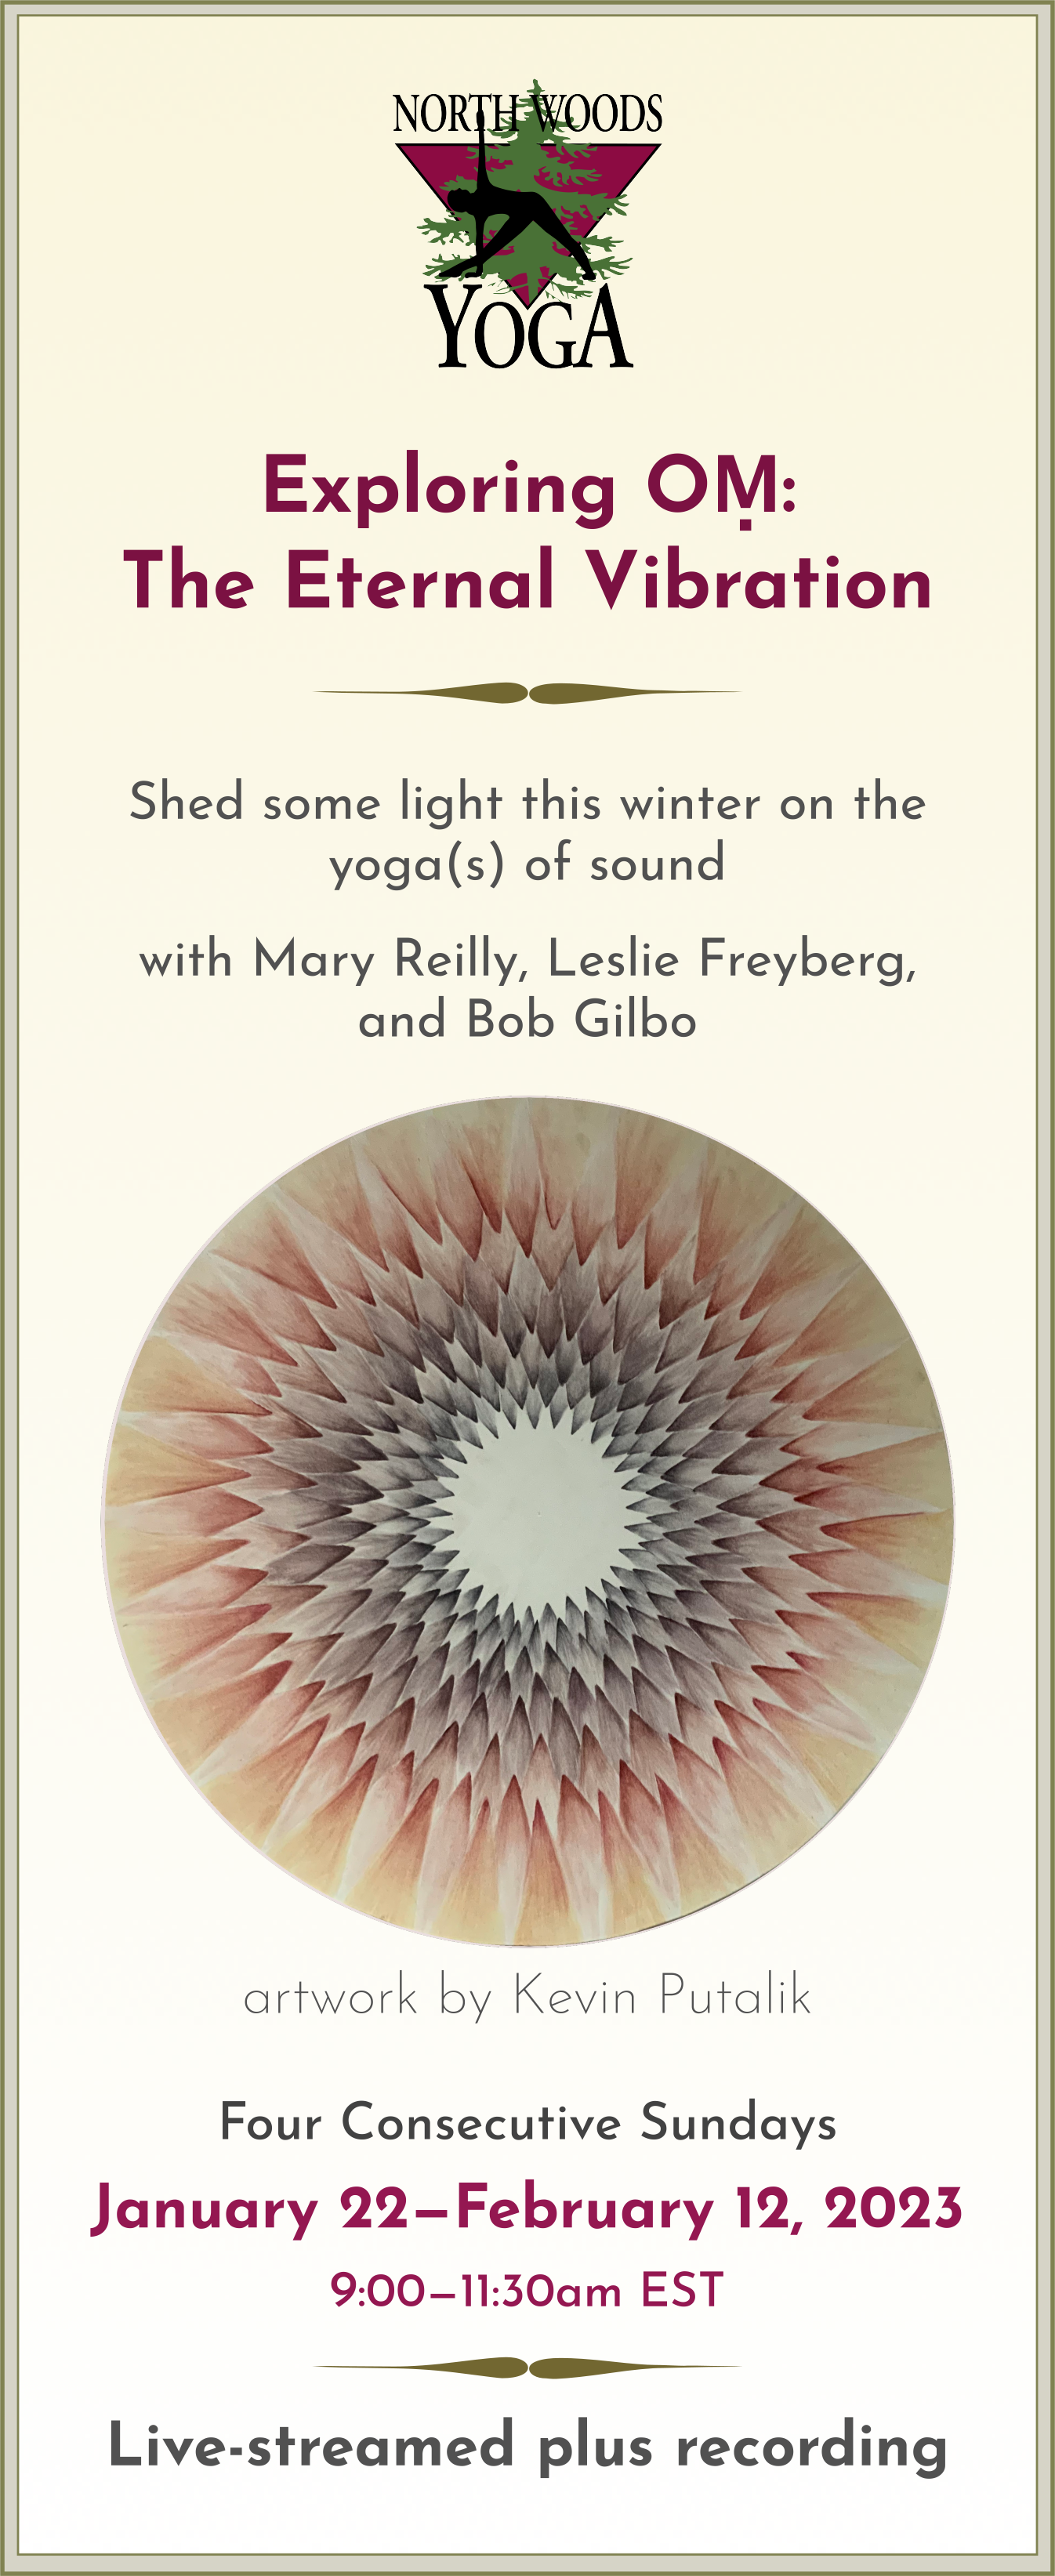 NORTH WOODS
YOGA
Exploring OṂ:
The Eternal Vibration
Shed some light this winter on the
yoga(s) of sound
with Mary Reilly, Leslie Freyberg,
and Bob Gilbo
artwork by Kevin Putalik
Four Consecutive Sundays
January 22–February 12, 2023
9:00–11:30am EST
Live-streamed plus recording